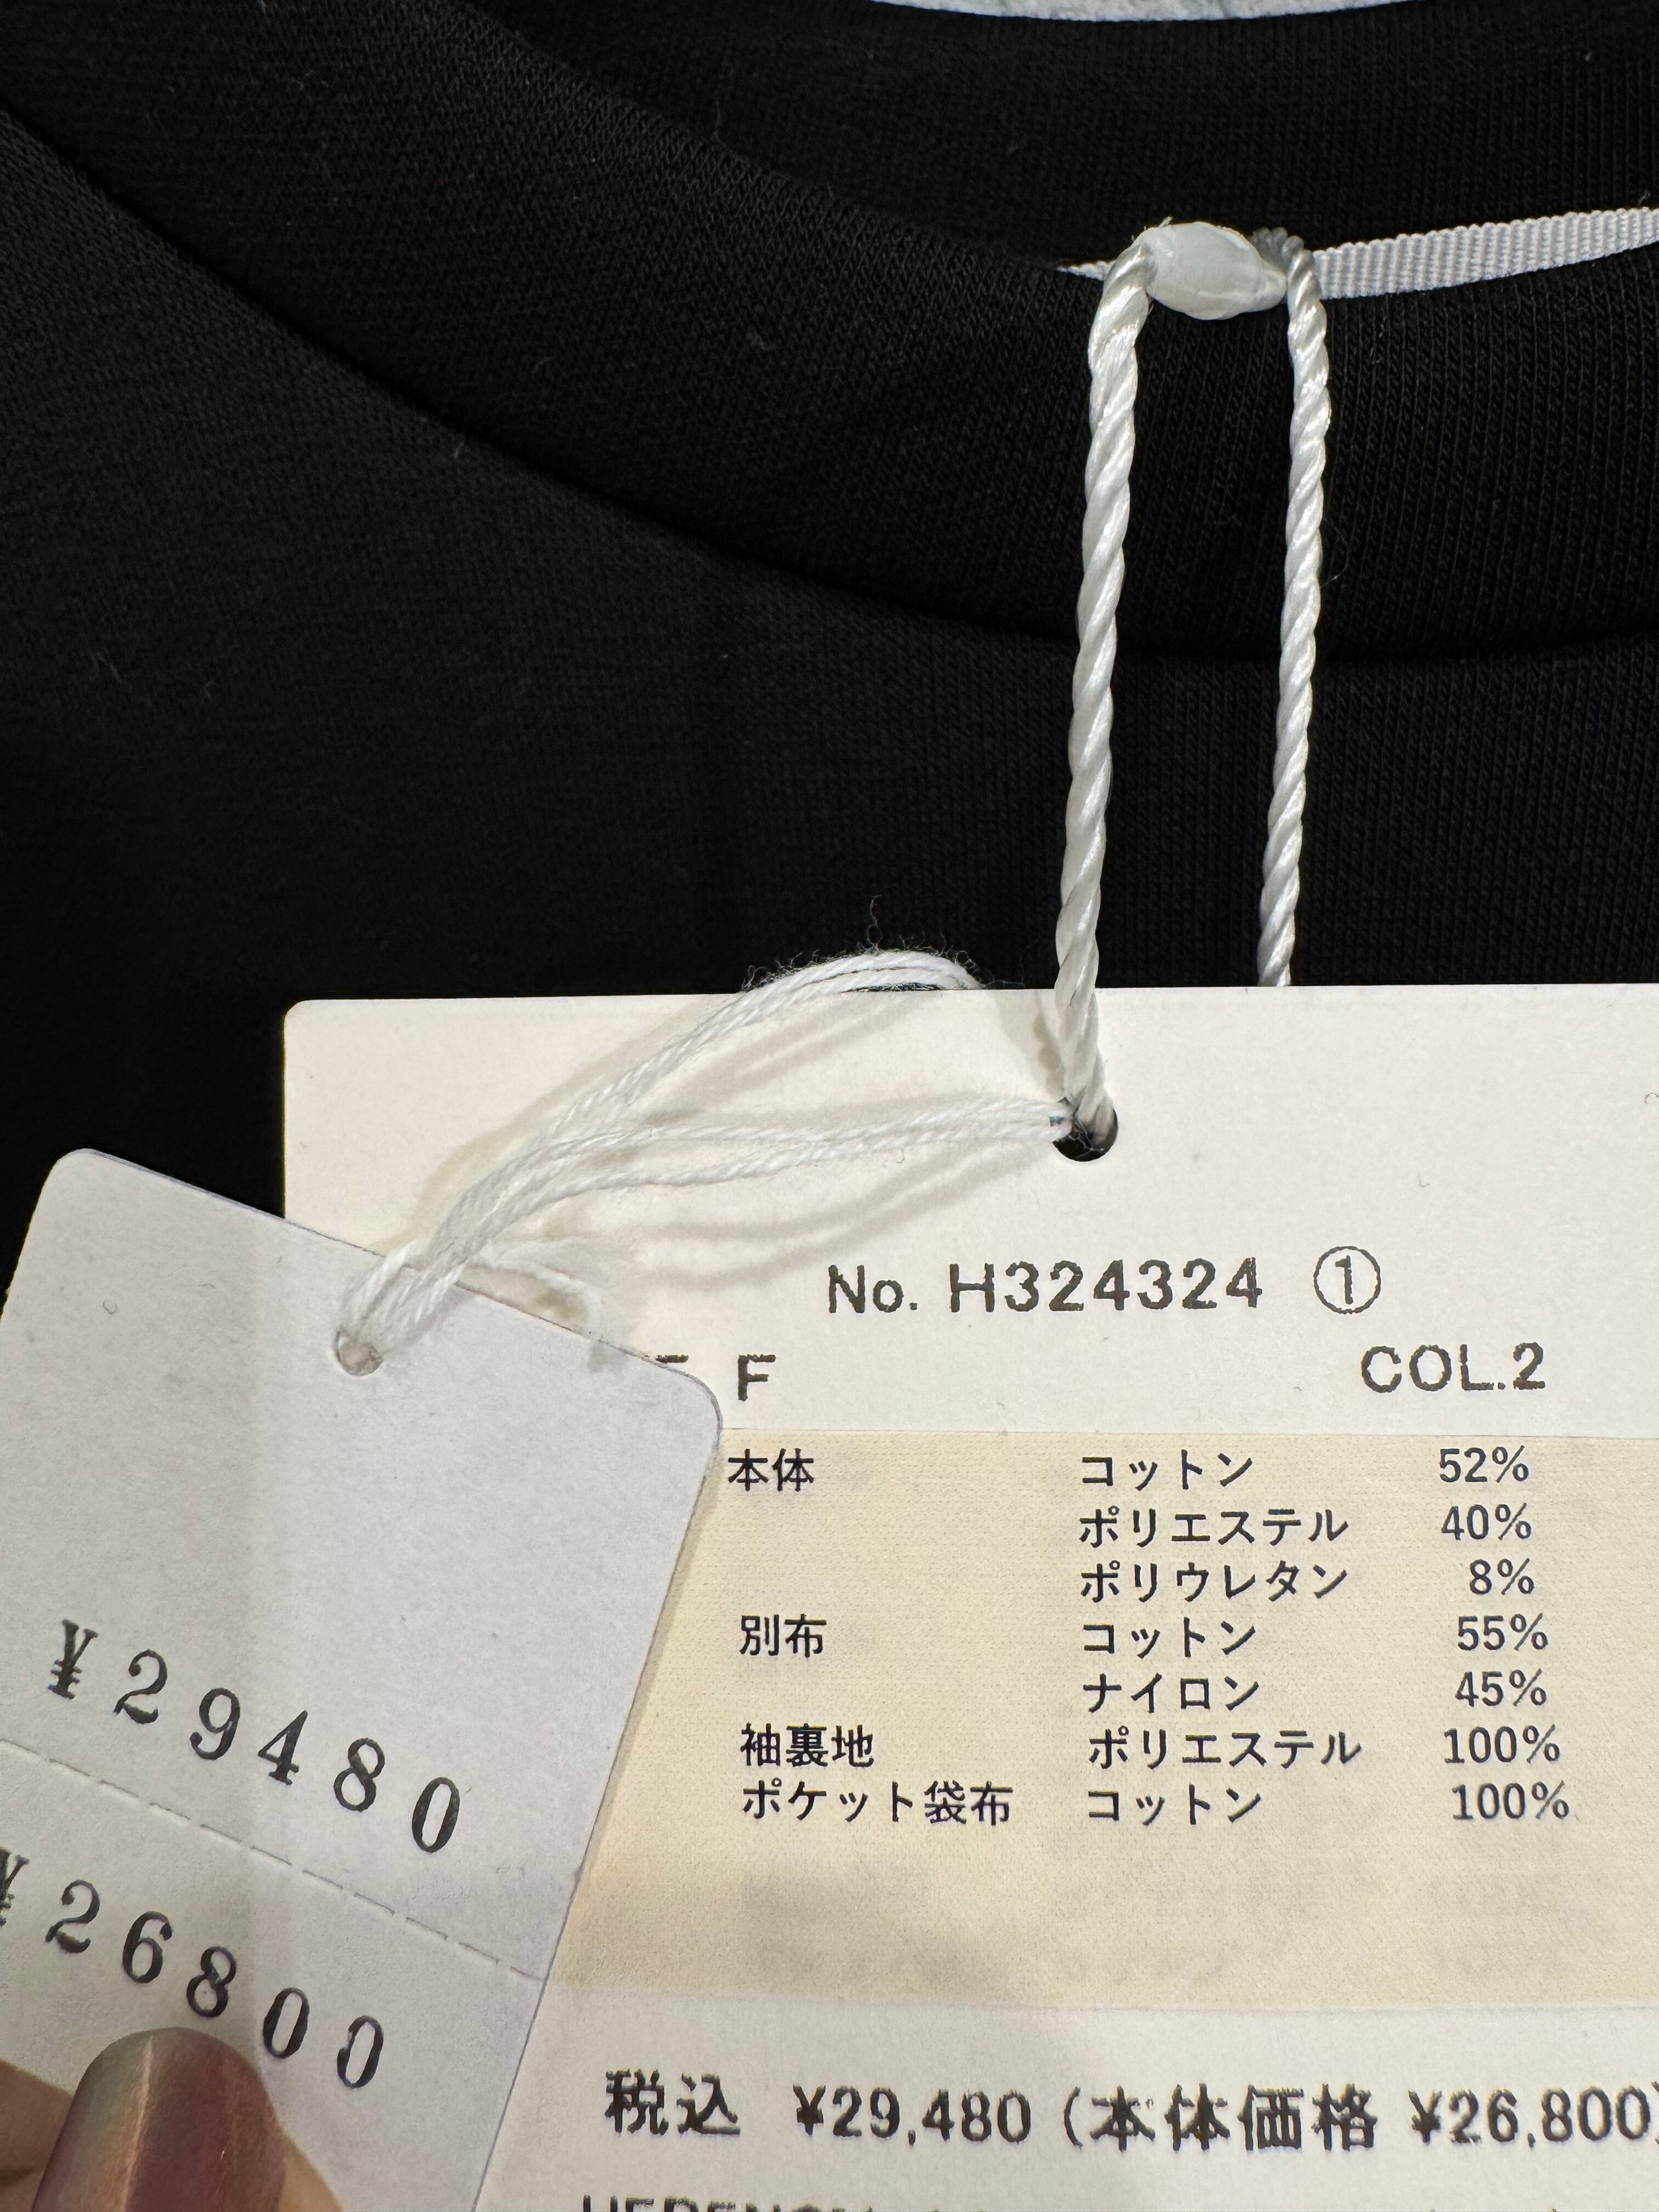 No. H324324 ①
F COL.2
本体 コットン 52%
ポリエステル 40%
ポリウレタン 8%
別布 コットン 55%
ナイロン 45%
袖裏地 ポリエステル 100%
ポケット袋布 コットン 100%
税込 ¥29,480 (本体価格 ¥26,800)
¥29480
¥26800